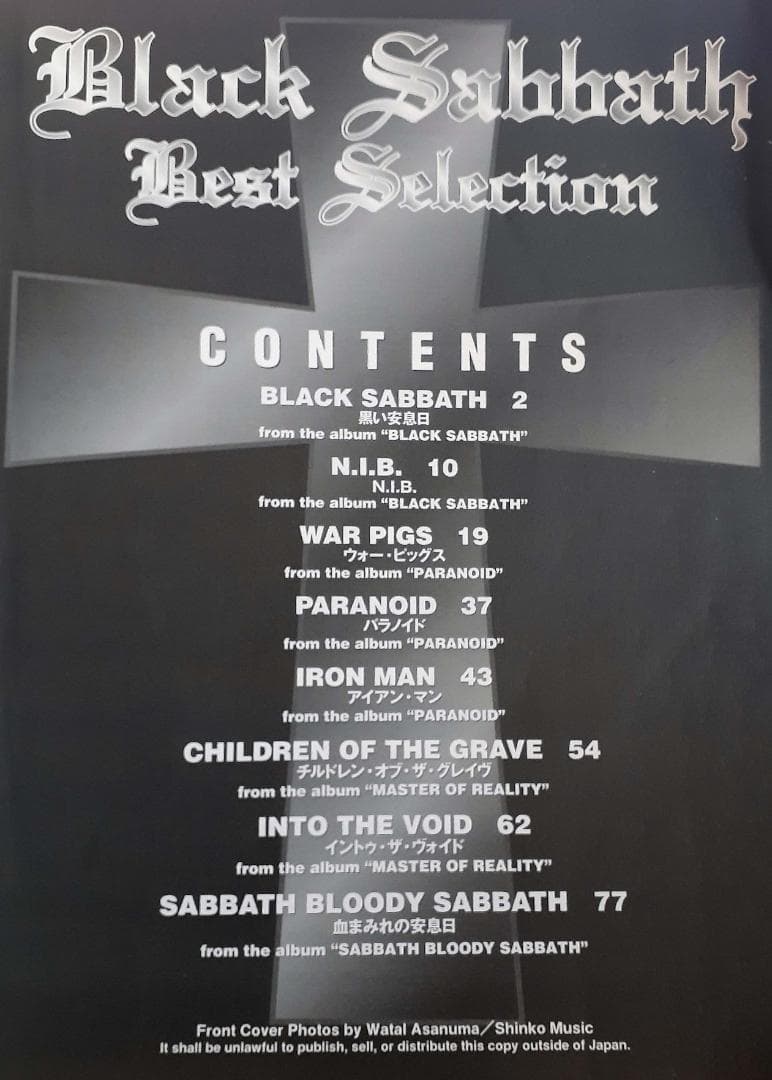 Black Sabbath
Best Selection
CONTENTS
BLACK SABBATH 2
黒い安息日
from the album “BLACK SABBATH”
N.I.B. 10
N.I.B.
from the album “BLACK SABBATH”
WAR PIGS 19
ウォー・ピッグス
from the album “PARANOID”
PARANOID 37
パラノイド
from the album “PARANOID”
IRON MAN 43
アイアン・マン
from the album “PARANOID”
CHILDREN OF THE GRAVE 54
チルドレン・オブ・ザ・グレイヴ
from the album “MASTER OF REALITY”
INTO THE VOID 62
イントゥ・ザ・ヴォイド
from the album “MASTER OF REALITY”
SABBATH BLOODY SABBATH 77
血まみれの安息日
from the album “SABBATH BLOODY SABBATH”
Front Cover Photos by Watal Asanuma／Shinko Music
It shall be unlawful to publish, sell, or distribute this copy outside of Japan.